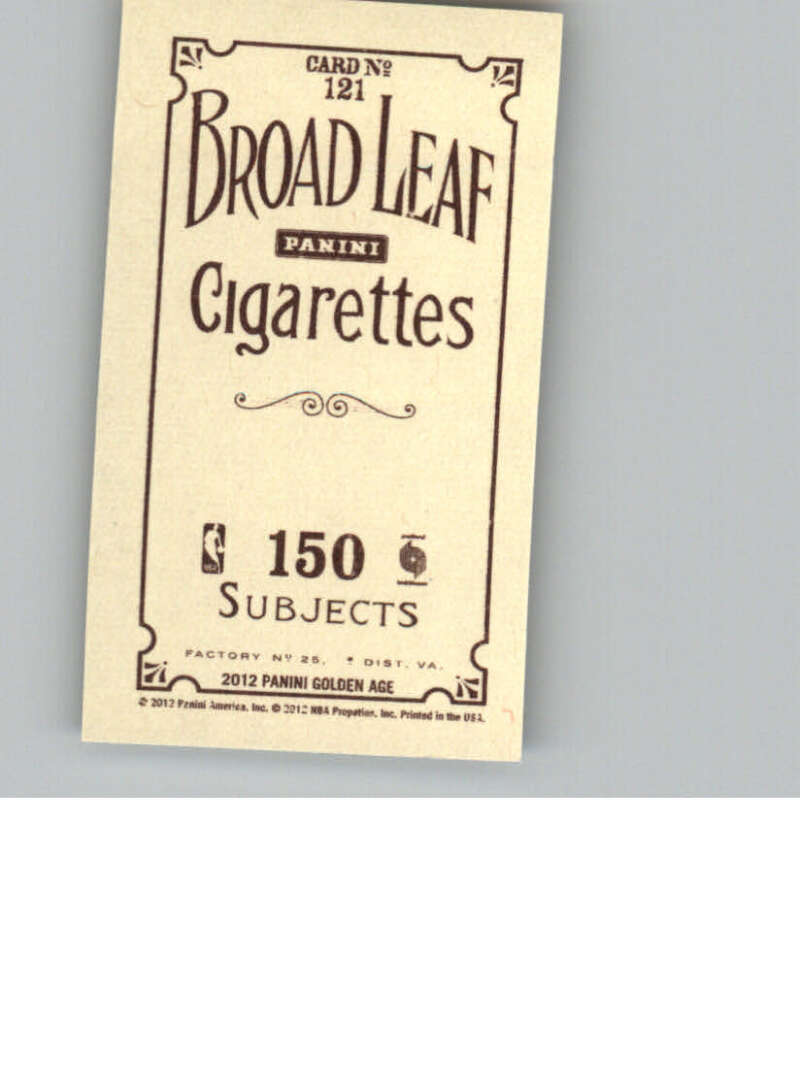 CARD Nº
121
BROAD LEAF
PANINI
Cigarettes
150
SUBJECTS
FACTORY Nº 25. DIST. VA.
2012 PANINI GOLDEN AGE
© 2012 Panini America, Inc. © 2012 NBA Properties, Inc. Printed in the USA.